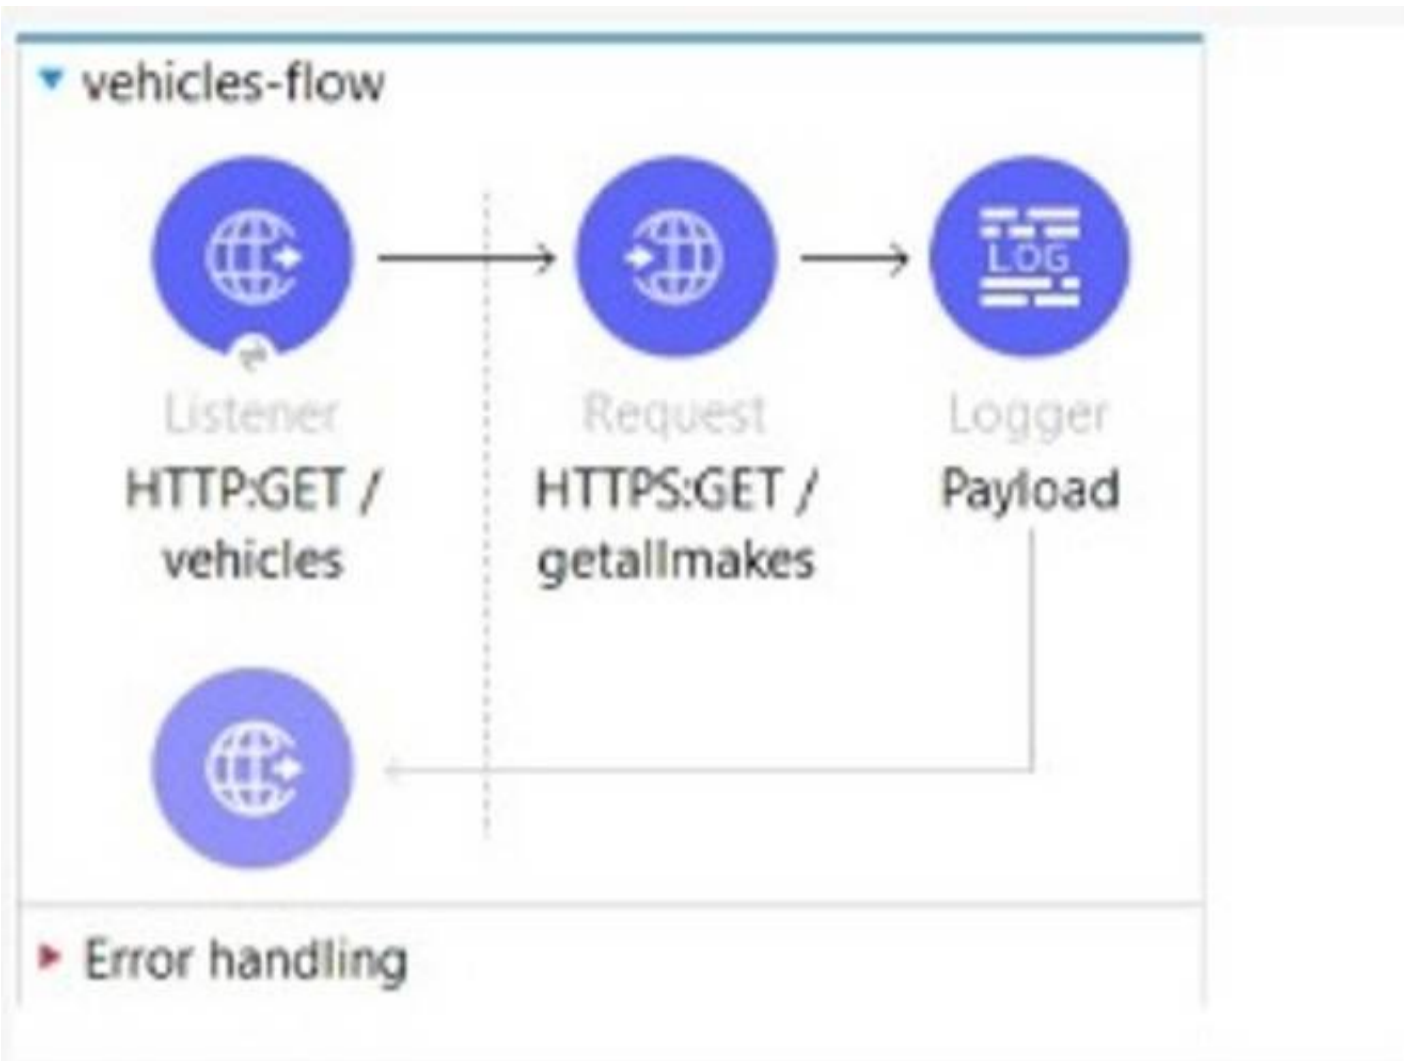 vehicles-flow
LOG
Listener
Request
Logger
HTTP:GET /
vehicles
HTTPS:GET /
getallmakes
Payload
Error handling